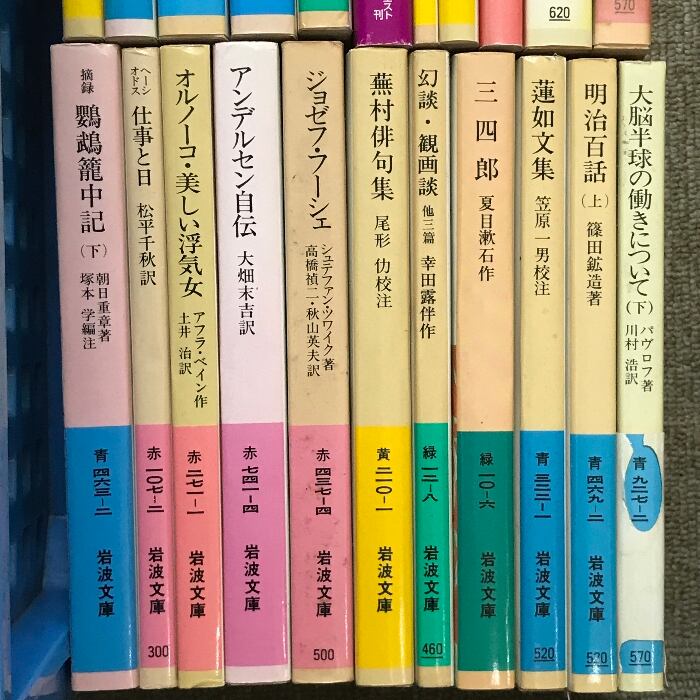 スト
刊
620
570
摘録
鸚鵡籠中記
（下）
朝日重章著
塚本 学編注
青 四六三-二
岩波文庫
ヘーシオドス
仕事と日
松平千秋訳
赤 一〇七-二
岩波文庫
300
オルノーコ・美しい浮気女
アフラ・ベイン作
土井 治訳
赤 二七一-一
岩波文庫
アンデルセン自伝
大畑末吉訳
赤 七四一-四
岩波文庫
ジョゼフ・フーシェ
シュテファン・ツワイク著
高橋禎二・秋山英夫訳
赤 四三七-四
岩波文庫
500
蕪村俳句集
尾形 仂校注
黄 二一〇-一
岩波文庫
幻談・観画談
他三篇
幸田露伴作
緑 一二-八
岩波文庫
460
三四郎
夏目漱石作
緑 一〇-六
岩波文庫
蓮如文集
笠原一男校注
青 三二二-一
岩波文庫
520
明治百話
（上）
篠田鉱造著
青 四六九-二
岩波文庫
520
大脳半球の働きについて
（下）
パヴロフ著
川村 浩訳
青 九二七-二
岩波文庫
570